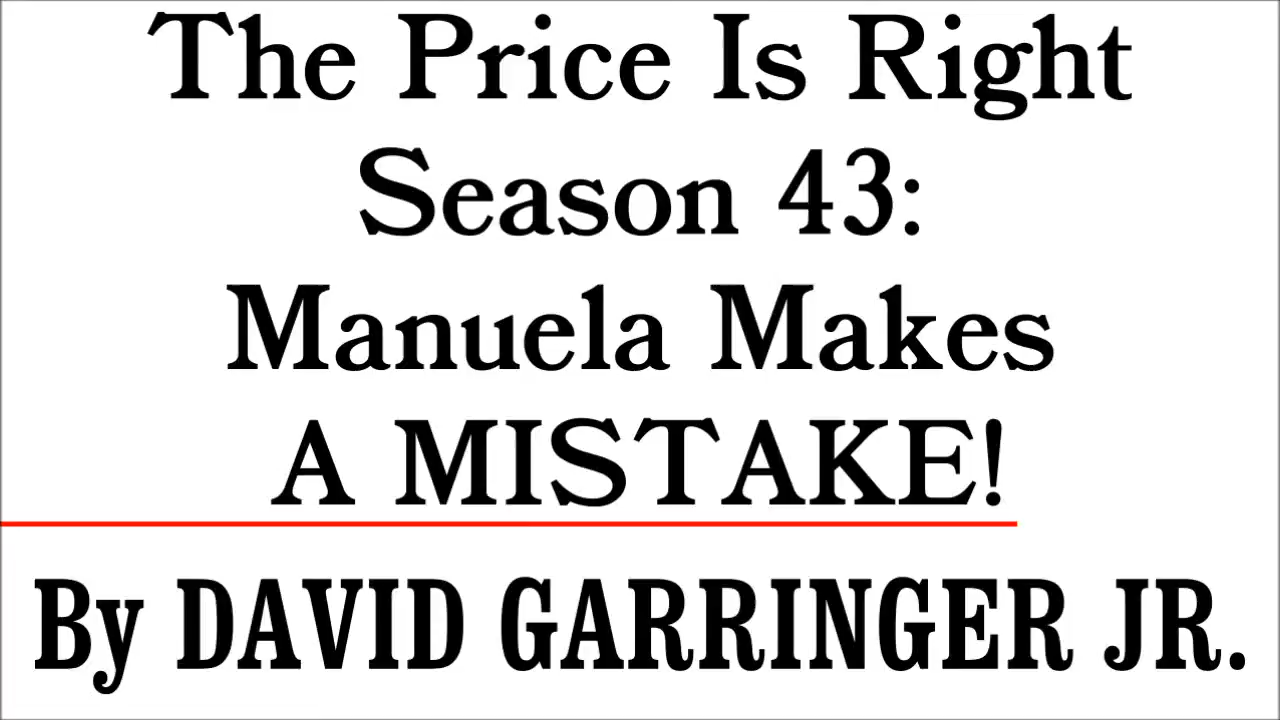 The Price Is Right
Season 43:
Manuela Makes
A MISTAKE!
By DAVID GARRINGER JR.